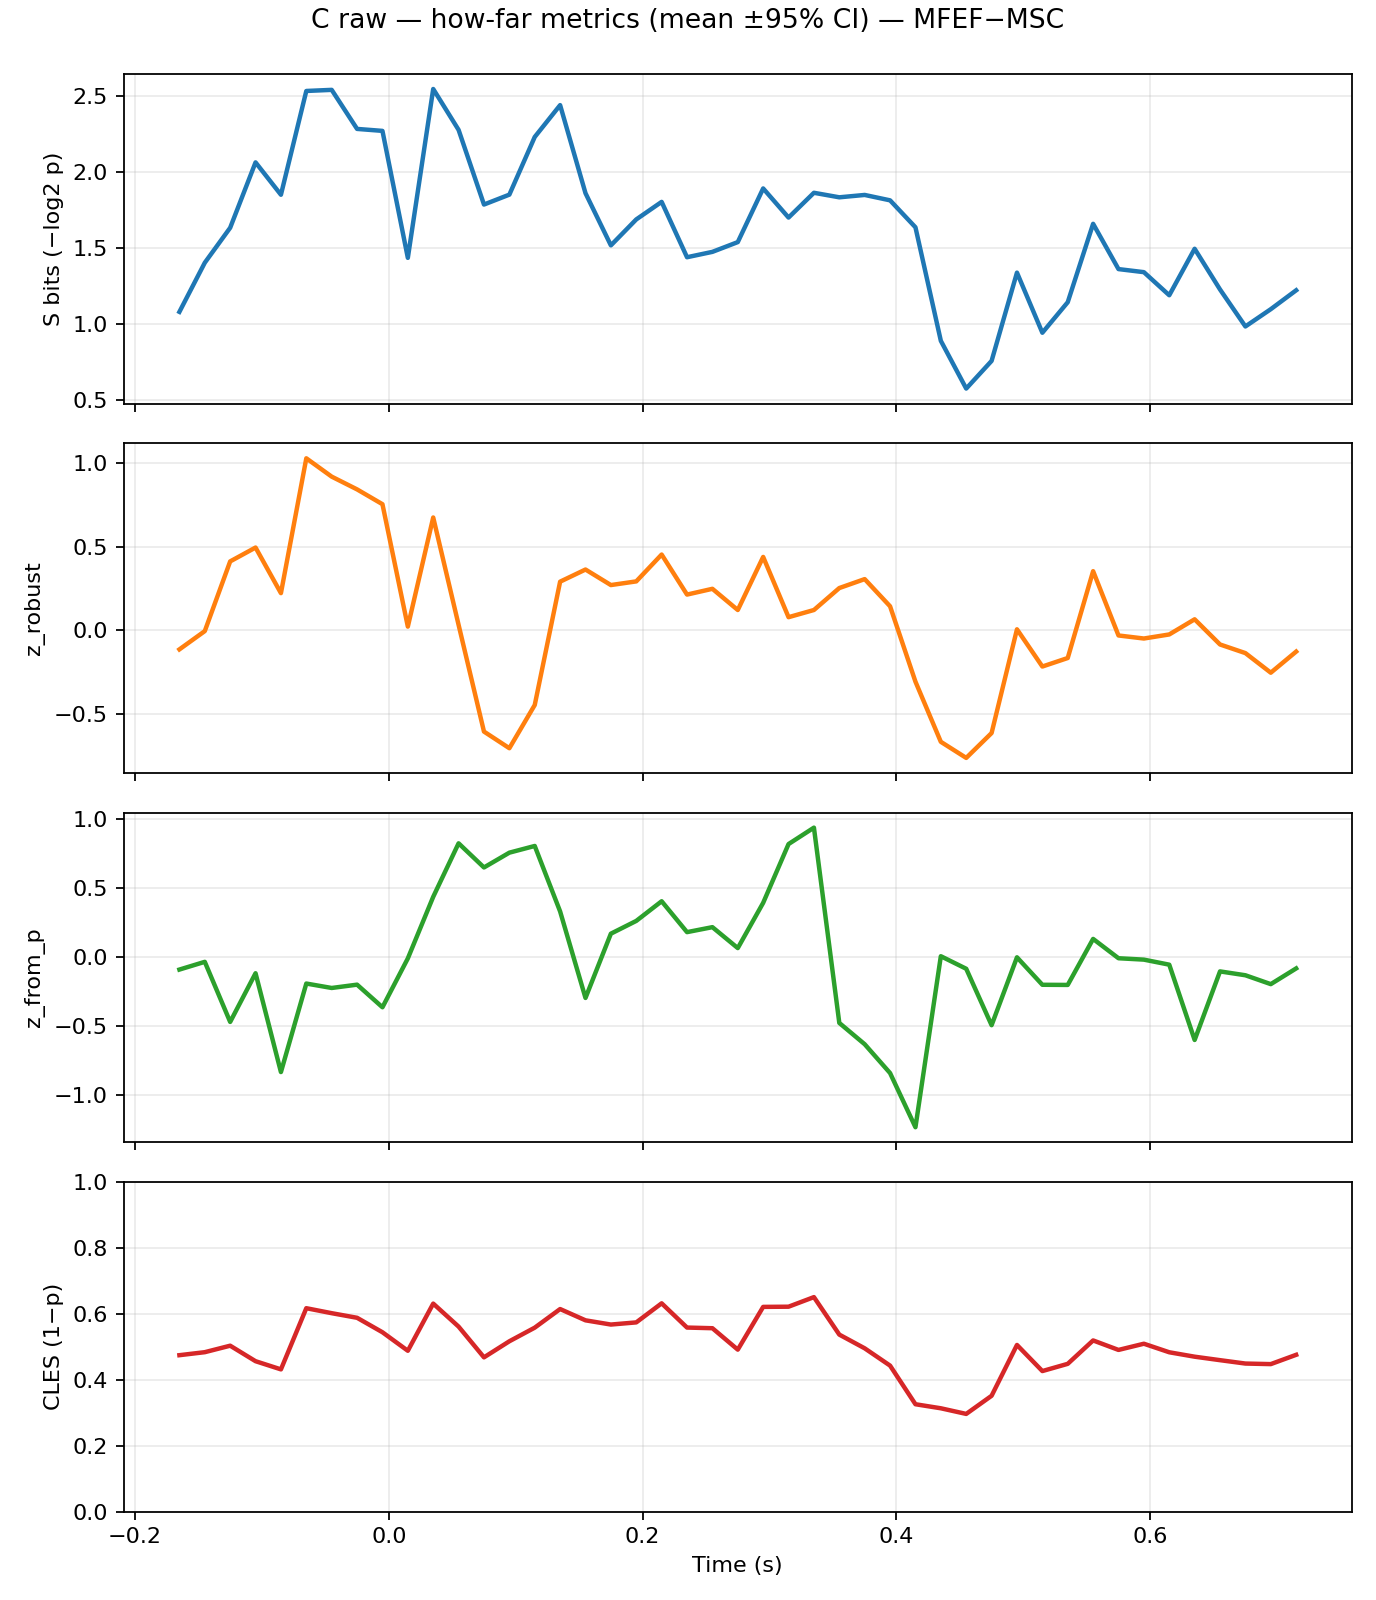 C raw — how-far metrics (mean ±95% CI) — MFEF−MSC
S bits (−log2 p)
2.5
2.0
1.5
1.0
0.5
z_robust
1.0
0.5
0.0
−0.5
z_from_p
1.0
0.5
0.0
−0.5
−1.0
CLES (1−p)
1.0
0.8
0.6
0.4
0.2
0.0
−0.2 0.0 0.2 0.4 0.6
Time (s)